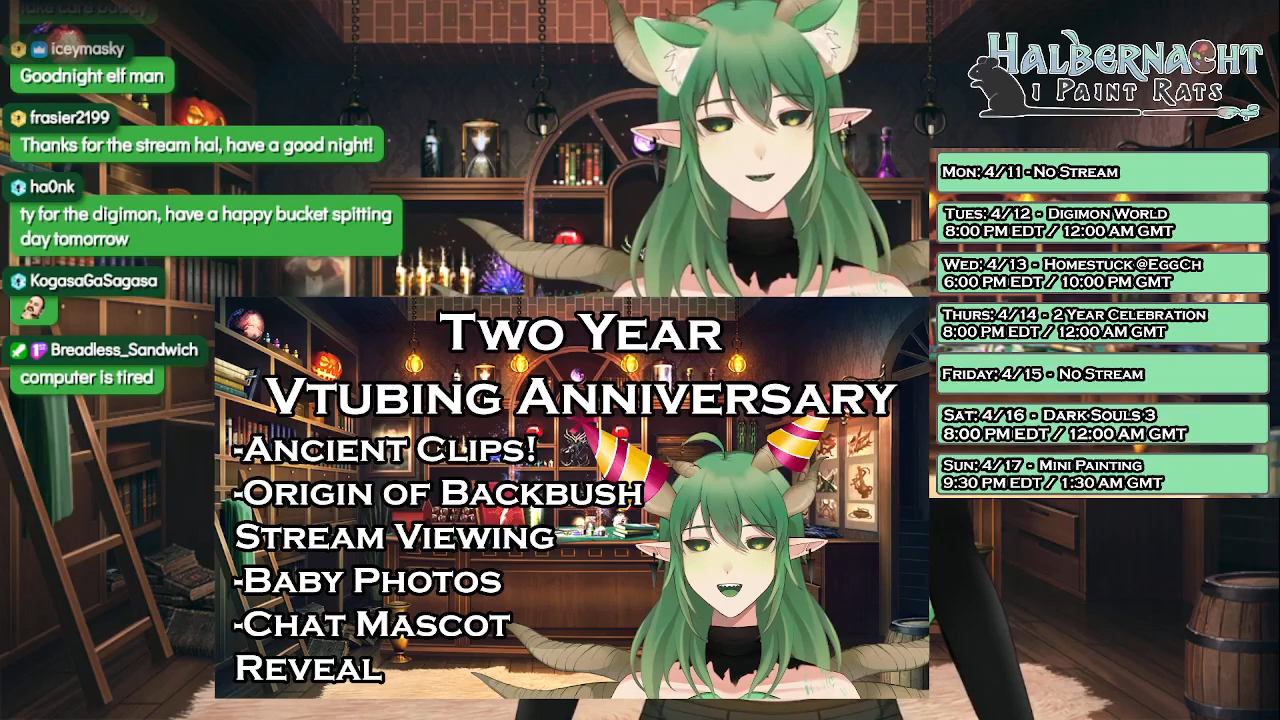 take care buddy
iceymasky
Goodnight elf man
frasier2199
Thanks for the stream hal, have a good night!
ha0nk
ty for the digimon, have a happy bucket spitting
day tomorrow
KogasaGaSagasa
Breadless_Sandwich
computer is tired
Two Year
Vtubing Anniversary
-Ancient Clips!
-Origin of Backbush
Stream Viewing
-Baby Photos
-Chat Mascot
Reveal
Halbernacht
I Paint Rats
Mon: 4/11 - No Stream
Tues: 4/12 - Digimon World
8:00 PM EDT / 12:00 AM GMT
Wed: 4/13 - Homestuck @EggCh
6:00 PM EDT / 10:00 PM GMT
Thurs: 4/14 - 2 Year Celebration
8:00 PM EDT / 12:00 AM GMT
Friday: 4/15 - No Stream
Sat: 4/16 - Dark Souls 3
8:00 PM EDT / 12:00 AM GMT
Sun: 4/17 - Mini Painting
9:30 PM EDT / 1:30 AM GMT